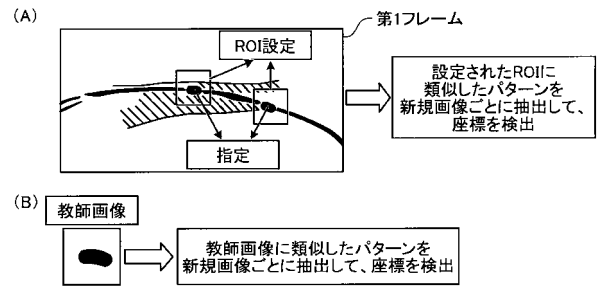 (A)
第1フレーム
ROI設定
指定
設定されたROIに
類似したパターンを
新規画像ごとに抽出して、
座標を検出
(B)
教師画像
教師画像に類似したパターンを
新規画像ごとに抽出して、座標を検出